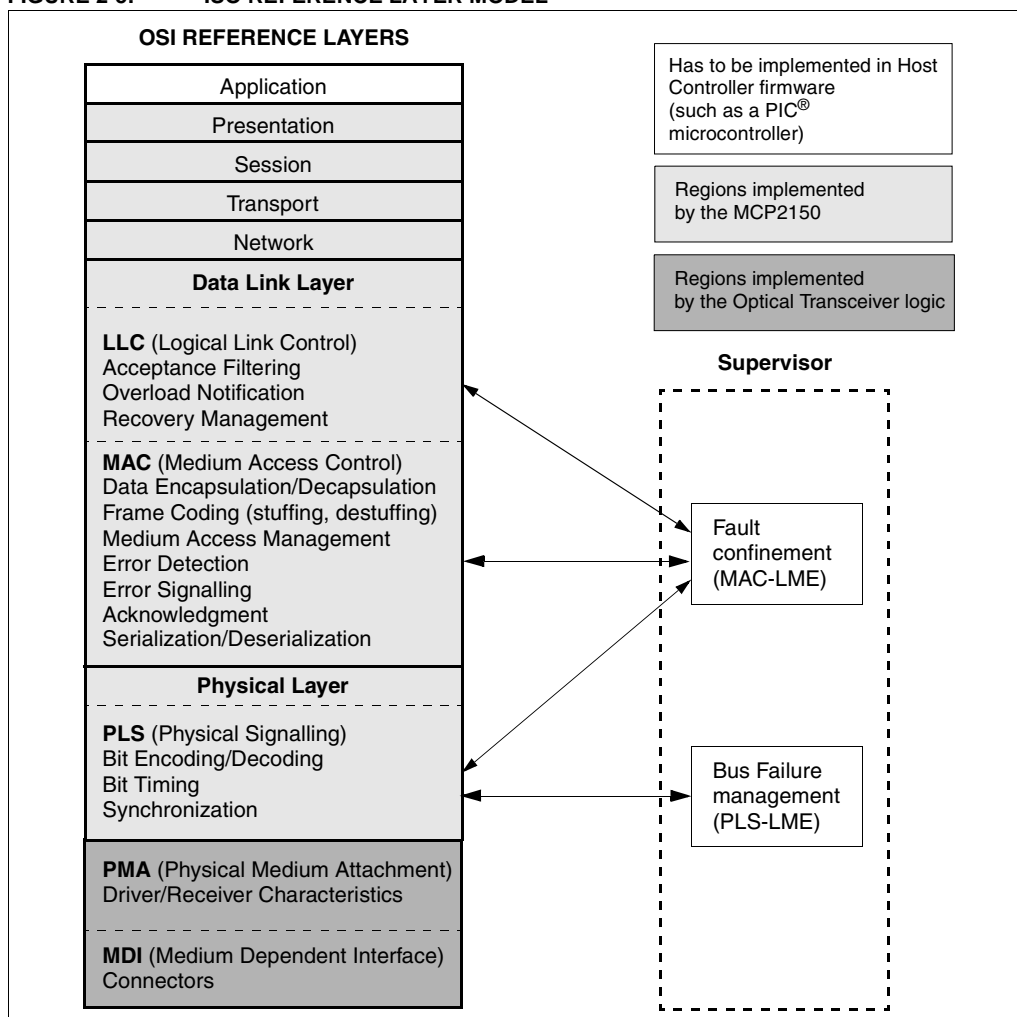 OSI REFERENCE LAYERS
Application
Presentation
Session
Transport
Network
Data Link Layer
LLC (Logical Link Control)
Acceptance Filtering
Overload Notification
Recovery Management
MAC (Medium Access Control)
Data Encapsulation/Decapsulation
Frame Coding (stuffing, destuffing)
Medium Access Management
Error Detection
Error Signalling
Acknowledgment
Serialization/Deserialization
Physical Layer
PLS (Physical Signalling)
Bit Encoding/Decoding
Bit Timing
Synchronization
PMA (Physical Medium Attachment)
Driver/Receiver Characteristics
MDI (Medium Dependent Interface)
Connectors
Has to be implemented in Host
Controller firmware
(such as a PIC®
microcontroller)
Regions implemented
by the MCP2150
Regions implemented
by the Optical Transceiver logic
Supervisor
Fault
confinement
(MAC-LME)
Bus Failure
management
(PLS-LME)